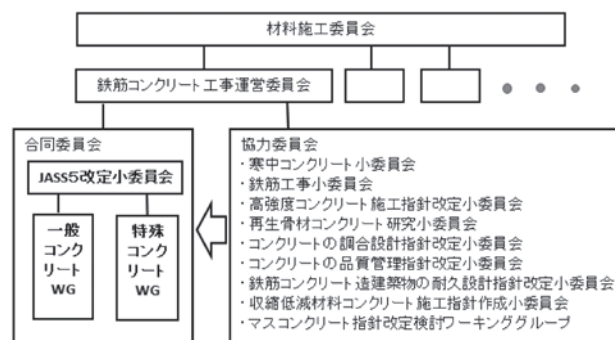 材料施工委員会
鉄筋コンクリート工事運営委員会
合同委員会
JASS5改定小委員会
一般
コンク
リート
WG
特殊
コンク
リート
WG
協力委員会
・寒中コンクリート小委員会
・鉄筋工事小委員会
・高強度コンクリート施工指針改定小委員会
・再生骨材コンクリート研究小委員会
・コンクリートの調合設計指針改定小委員会
・コンクリートの品質管理指針改定小委員会
・鉄筋コンクリート造建築物の耐久設計指針改定小委員会
・収縮低減材料コンクリート施工指針作成小委員会
・マスコンクリート指針改定検討ワーキンググループ